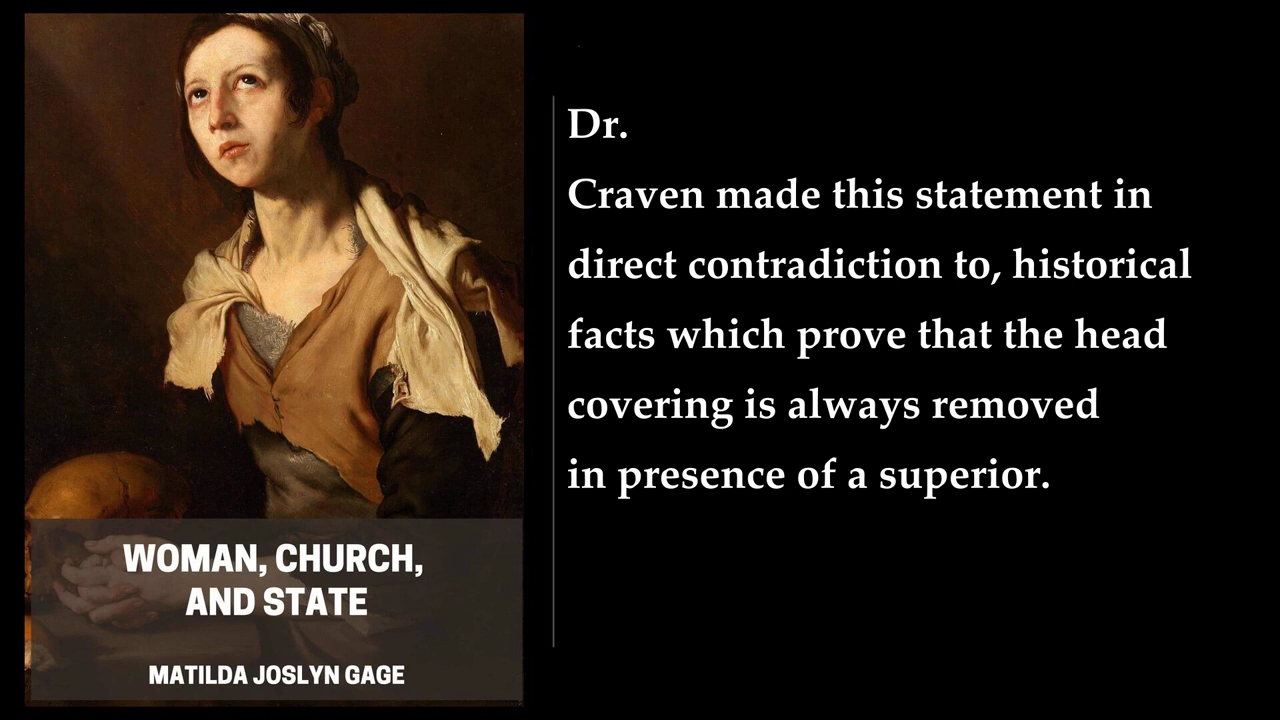 Dr.
Craven made this statement in
direct contradiction to, historical
facts which prove that the head
covering is always removed
in presence of a superior.
WOMAN, CHURCH,
AND STATE
MATILDA JOSLYN GAGE